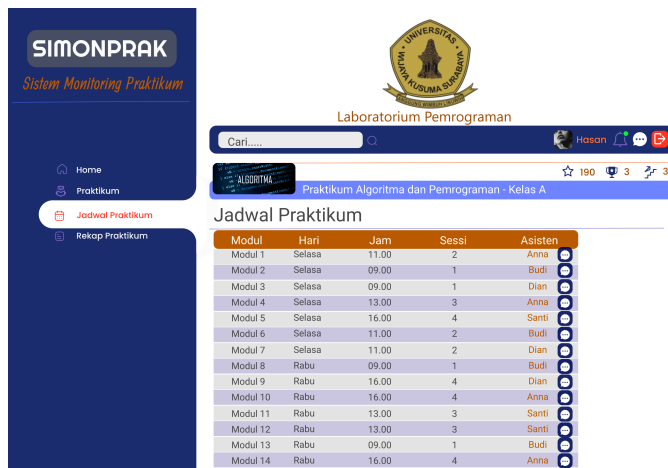 SIMONPRAK
Sistem Monitoring Praktikum
Home
Praktikum
Jadwal Praktikum
Rekap Praktikum
UNIVERSITAS
WIJAYA KUSUMA SURABAYA
Laboratorium Pemrograman
Cari.....
Hasan
ALGORITMA
190
3
3
Praktikum Algoritma dan Pemrograman - Kelas A
Jadwal Praktikum
Modul Hari Jam Sessi Asisten
Modul 1 Selasa 11.00 2 Anna
Modul 2 Selasa 09.00 1 Budi
Modul 3 Selasa 09.00 1 Dian
Modul 4 Selasa 13.00 3 Anna
Modul 5 Selasa 16.00 4 Santi
Modul 6 Selasa 11.00 2 Budi
Modul 7 Selasa 11.00 2 Dian
Modul 8 Rabu 09.00 1 Budi
Modul 9 Rabu 16.00 4 Dian
Modul 10 Rabu 16.00 4 Anna
Modul 11 Rabu 13.00 3 Santi
Modul 12 Rabu 13.00 3 Santi
Modul 13 Rabu 09.00 1 Budi
Modul 14 Rabu 16.00 4 Anna